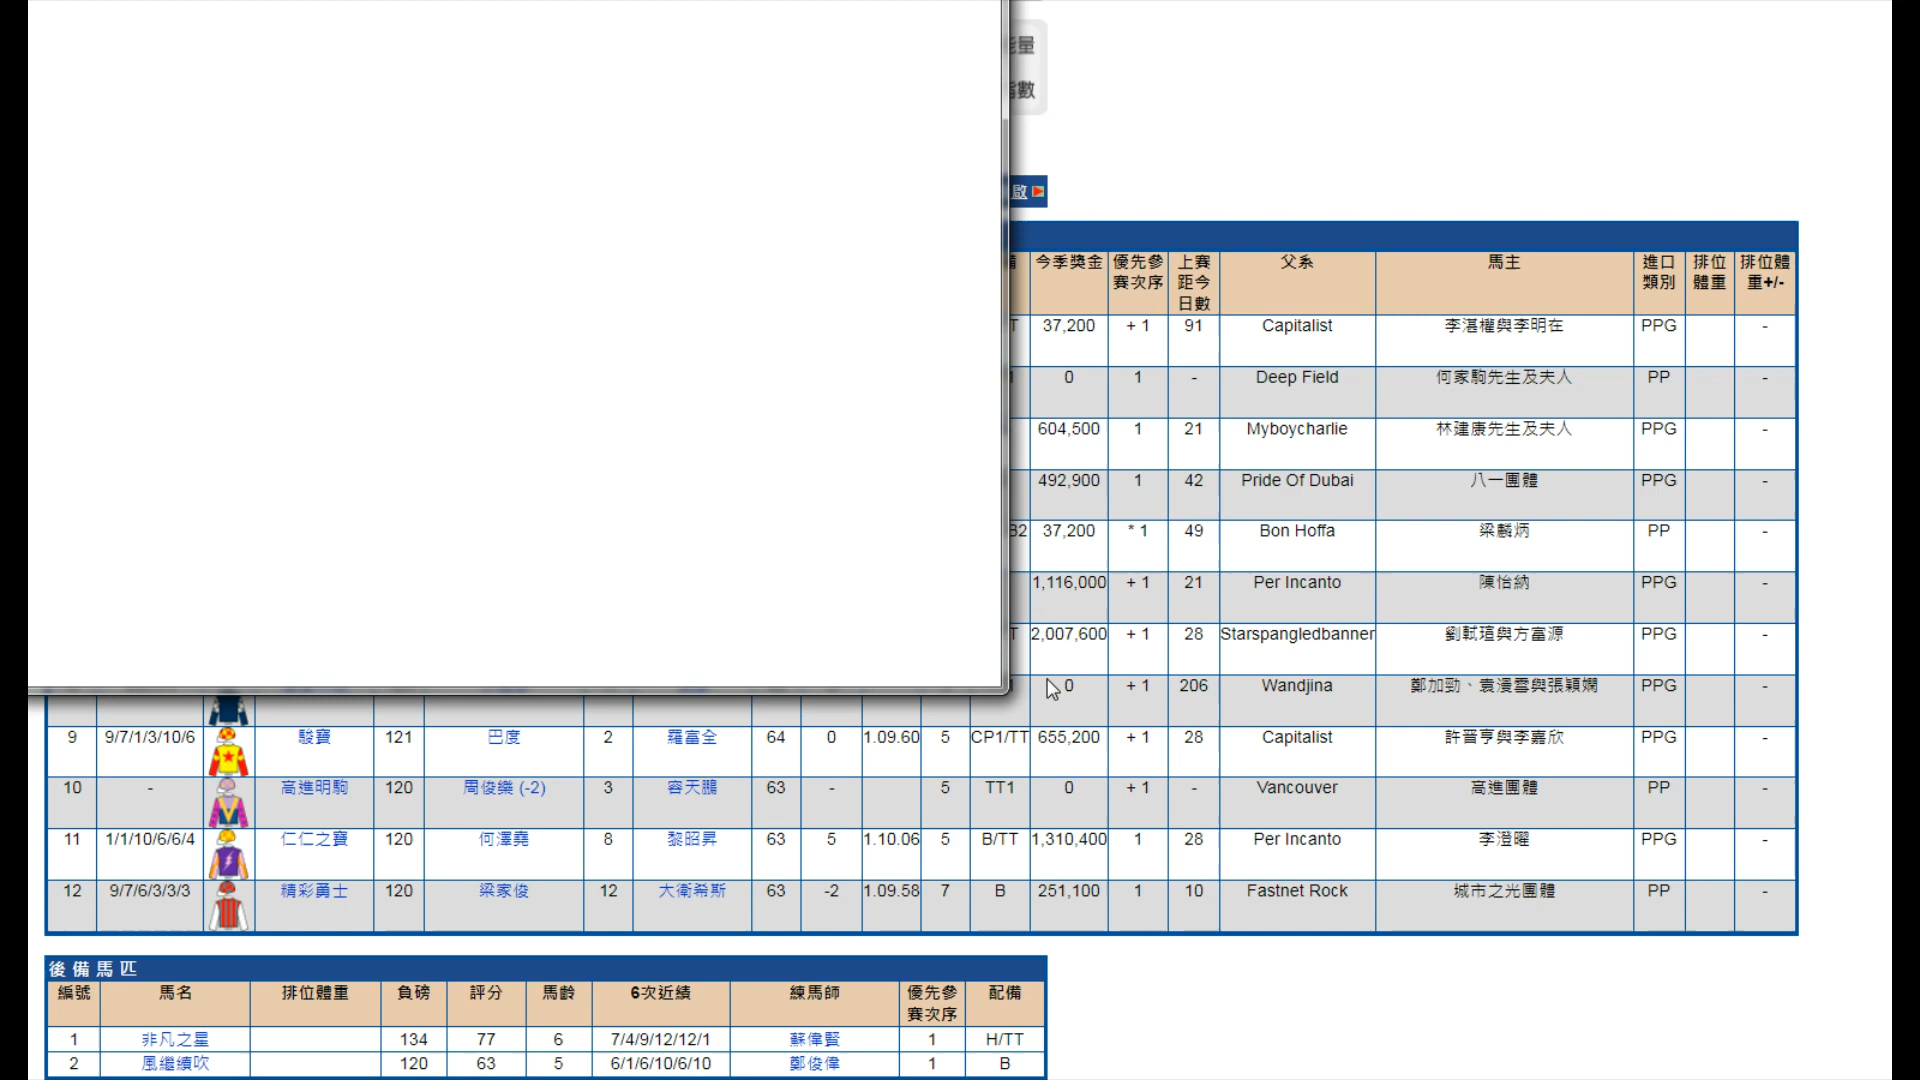 量
數
啟
今季獎金 優先參賽次序 上賽距今日數 父系 馬主 進口類別 排位體重 排位體重+/-
T 37,200 + 1 91 Capitalist 李湛權與李明在 PPG -
0 1 - Deep Field 何家駒先生及夫人 PP -
604,500 1 21 Myboycharlie 林建康先生及夫人 PPG -
492,900 1 42 Pride Of Dubai 八一團體 PPG -
B2 37,200 * 1 49 Bon Hoffa 梁麟炳 PP -
1,116,000 + 1 21 Per Incanto 陳怡納 PPG -
T 2,007,600 + 1 28 Starspangledbanner 劉軾瑄與方富源 PPG -
0 + 1 206 Wandjina 鄭加勁、袁漫雪與張穎嫻 PPG -
9 9/7/1/3/10/6 駿寶 121 巴度 2 羅富全 64 0 1.09.60 5 CP1/TT 655,200 + 1 28 Capitalist 許晉亨與李嘉欣 PPG -
10 - 高進明駒 120 周俊樂 (-2) 3 容天鵬 63 - 5 TT1 0 + 1 - Vancouver 高進團體 PP -
11 1/1/10/6/6/4 仁仁之寶 120 何澤堯 8 黎昭昇 63 5 1.10.06 5 B/TT 1,310,400 1 28 Per Incanto 李澄曜 PPG -
12 9/7/6/3/3/3 精彩勇士 120 梁家俊 12 大衛希斯 63 -2 1.09.58 7 B 251,100 1 10 Fastnet Rock 城市之光團體 PP -
後 備 馬 匹
編號 馬名 排位體重 負磅 評分 馬齡 6次近績 練馬師 優先參賽次序 配備
1 非凡之星 134 77 6 7/4/9/12/12/1 蘇偉賢 1 H/TT
2 風繼續吹 120 63 5 6/1/6/10/6/10 鄭俊偉 1 B